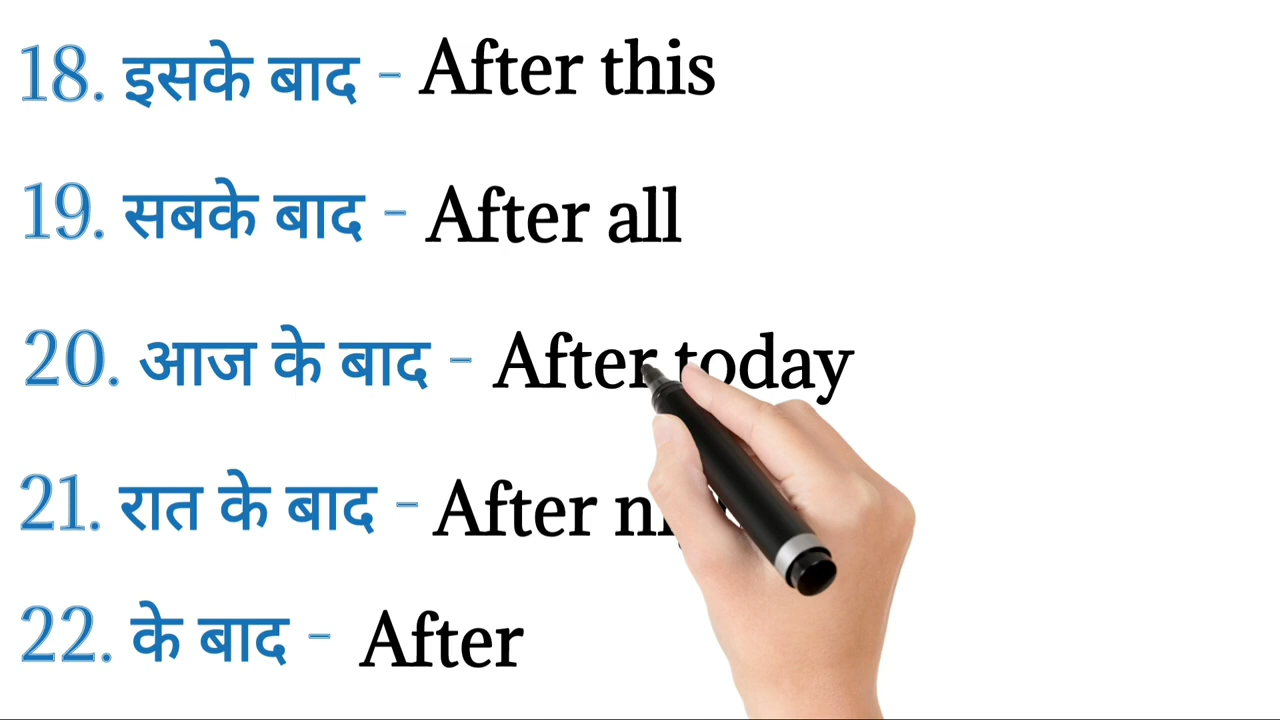 18. इसके बाद - After this
19. सबके बाद - After all
20. आज के बाद - After today
21. रात के बाद - After
22. के बाद - After